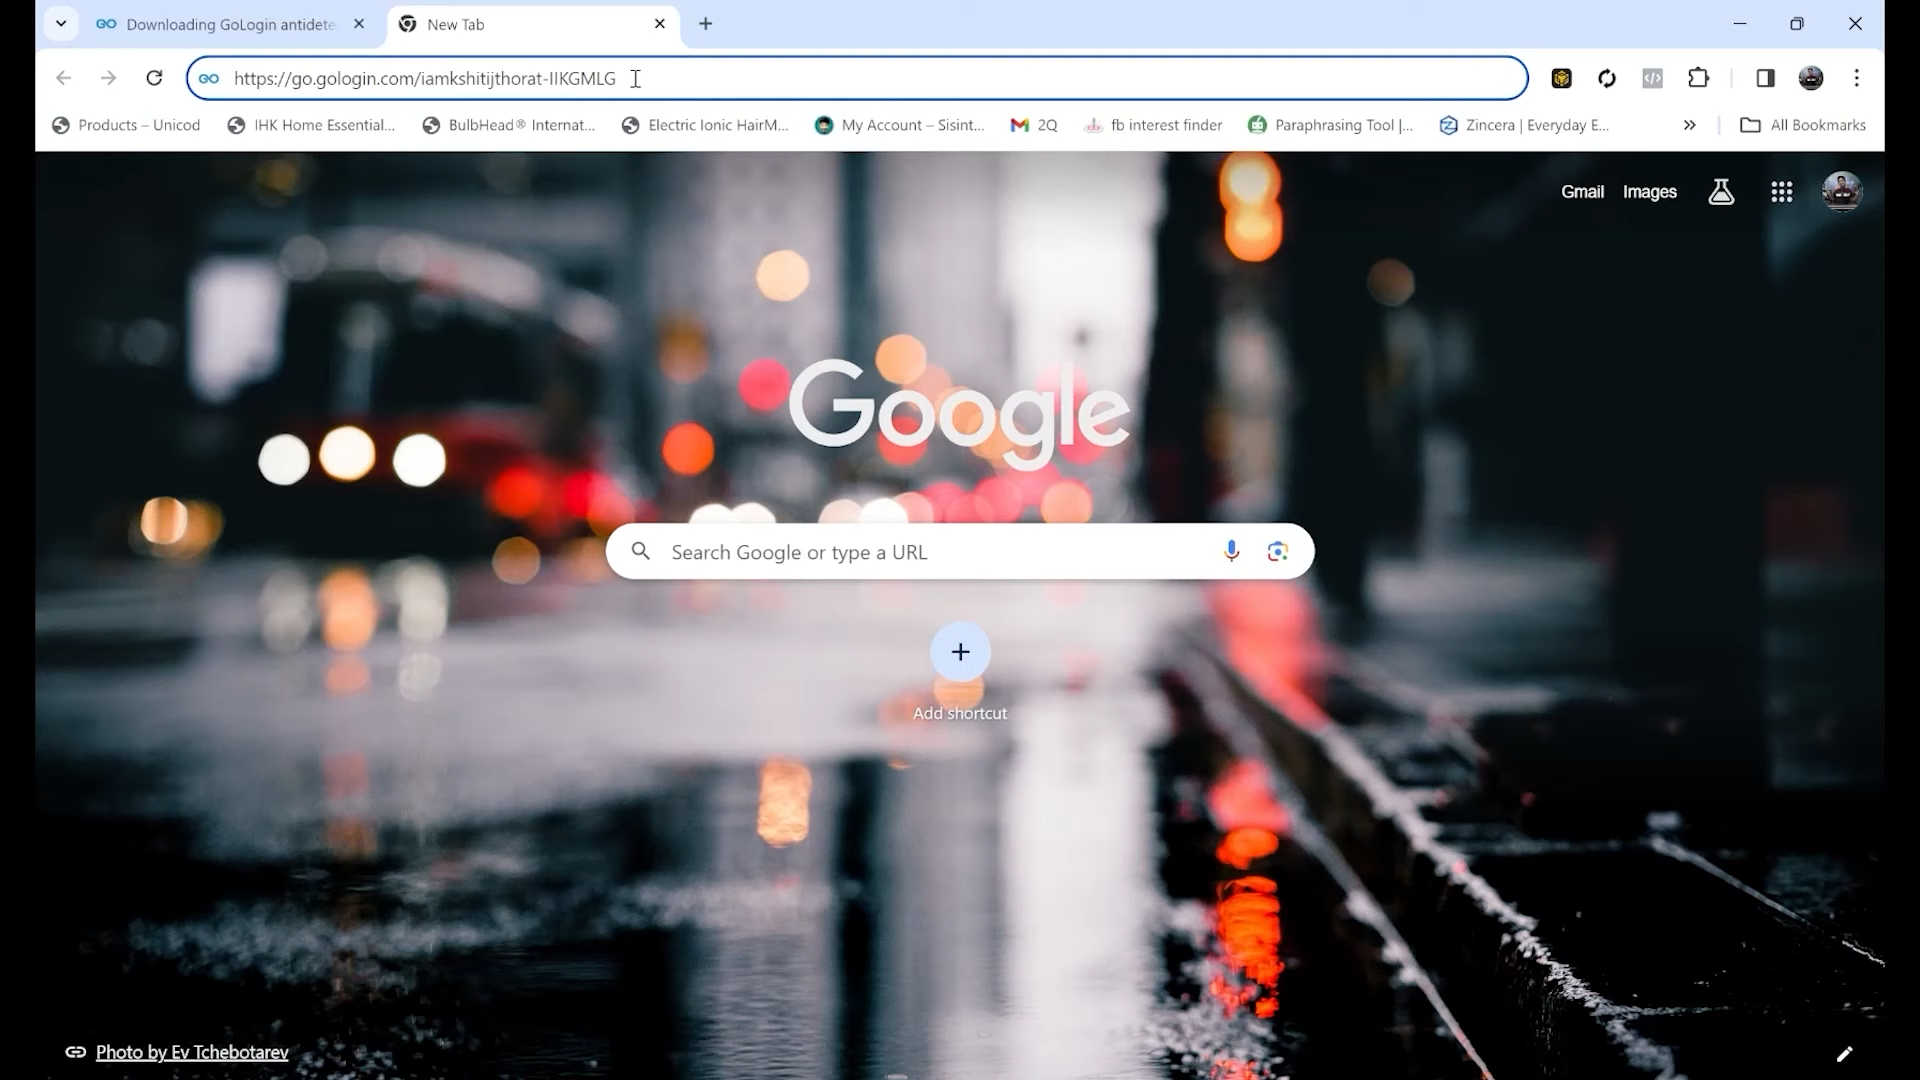 Downloading GoLogin antidete
New Tab
https://go.gologin.com/iamkshitijthorat-IIKGMLG
Products – Unicod
IHK Home Essential...
BulbHead® Internat...
Electric Ionic HairM...
My Account – Sisint...
2Q
fb interest finder
Paraphrasing Tool |...
Zincera | Everyday E...
All Bookmarks
Gmail
Images
Google
Search Google or type a URL
Add shortcut
Photo by Ev Tchebotarev